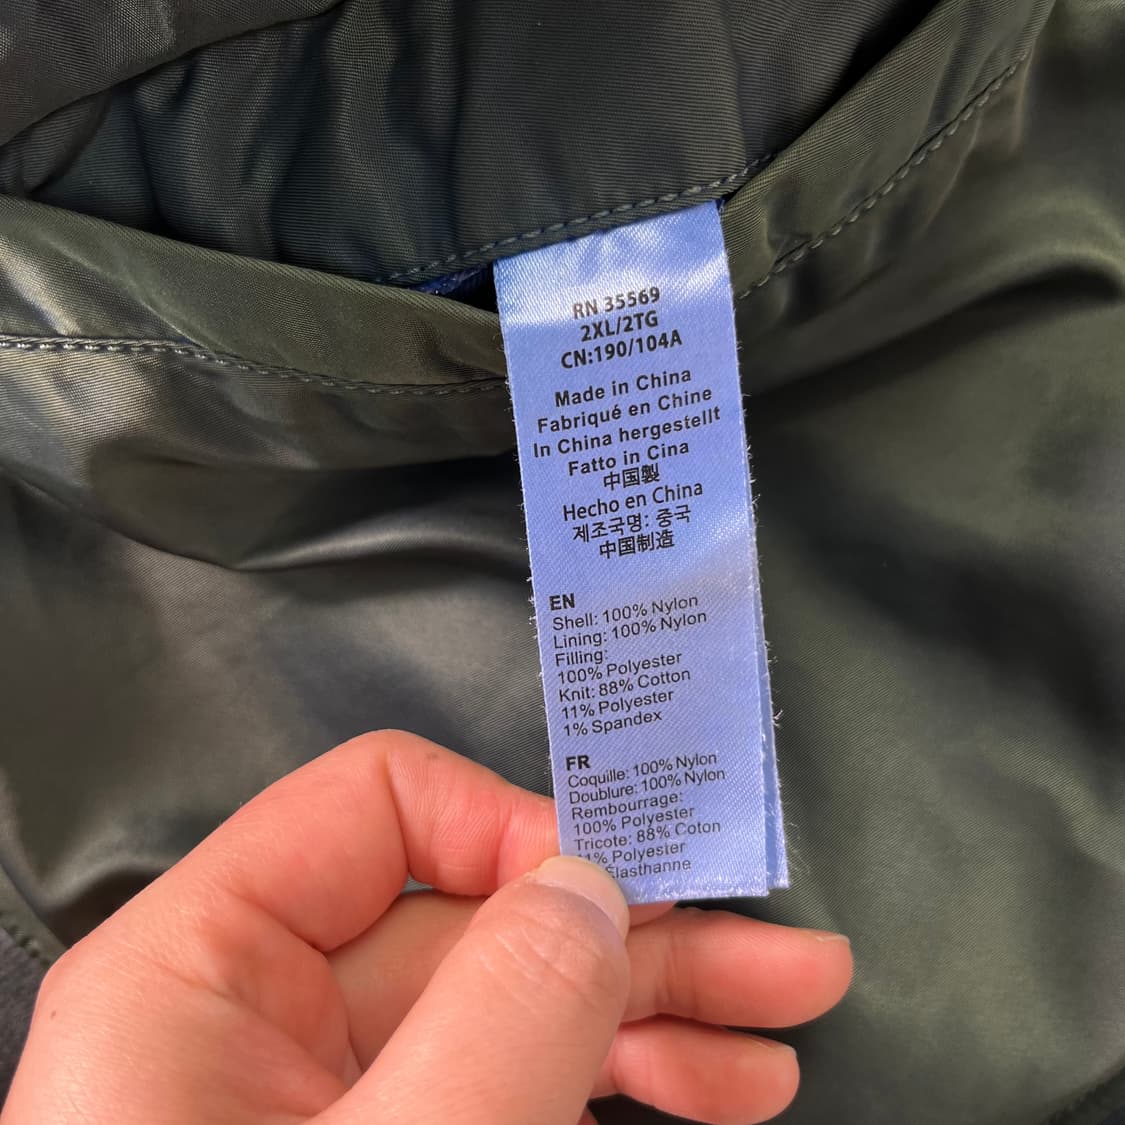 RN 35569
2XL/2TG
CN:190/104A
Made in China
Fabriqué en Chine
In China hergestellt
Fatto in Cina
中国製
Hecho en China
제조국명: 중국
中国制造
EN
Shell: 100% Nylon
Lining: 100% Nylon
Filling:
100% Polyester
Knit: 88% Cotton
11% Polyester
1% Spandex
FR
Coquille: 100% Nylon
Doublure: 100% Nylon
Rembourrage:
100% Polyester
Tricote: 88% Coton
11% Polyester
Élasthanne